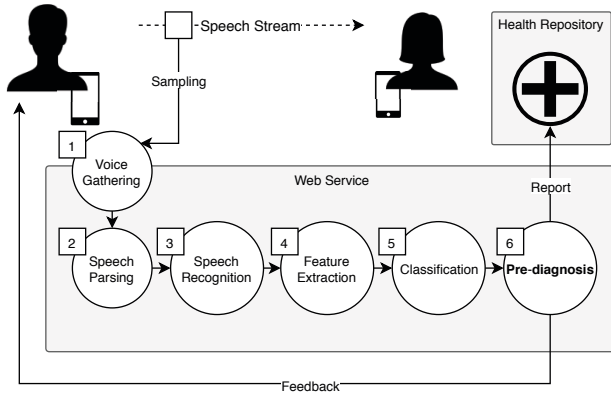 Speech Stream
Health Repository
Sampling
1
Voice
Gathering
Web Service
Report
2
Speech
Parsing
3
Speech
Recognition
4
Feature
Extraction
5
Classification
6
Pre-diagnosis
Feedback